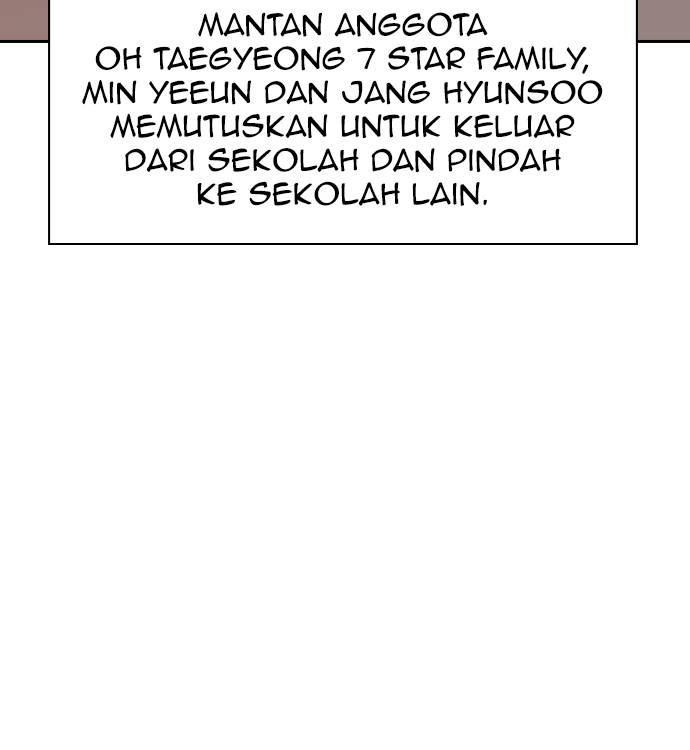 MANTAN ANGGOTA
OH TAEGYEONG 7 STAR FAMILY,
MIN YEEUN DAN JANG HYUNSOO
MEMUTUSKAN UNTUK KELUAR
DARI SEKOLAH DAN PINDAH
KE SEKOLAH LAIN.